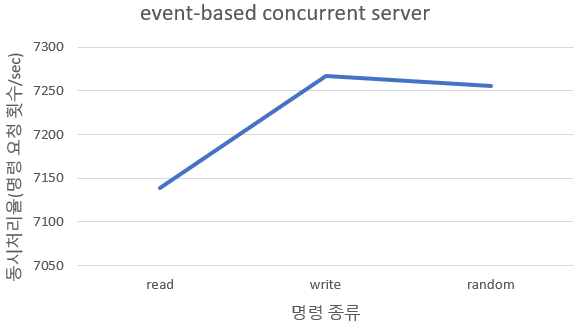 event-based concurrent server
동시처리율(명령 요청 횟수/sec)
7300
7250
7200
7150
7100
7050
read write random
명령 종류